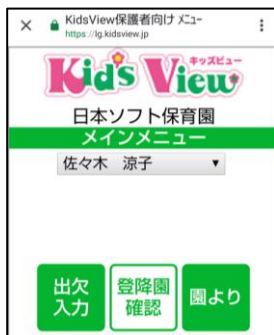 KidsView保護者向け メニュー
https://lg.kidsview.jp
キッズビュー
Kid's View
日本ソフト保育園
メインメニュー
佐々木 涼子
出欠
入力
登降園
確認
園より